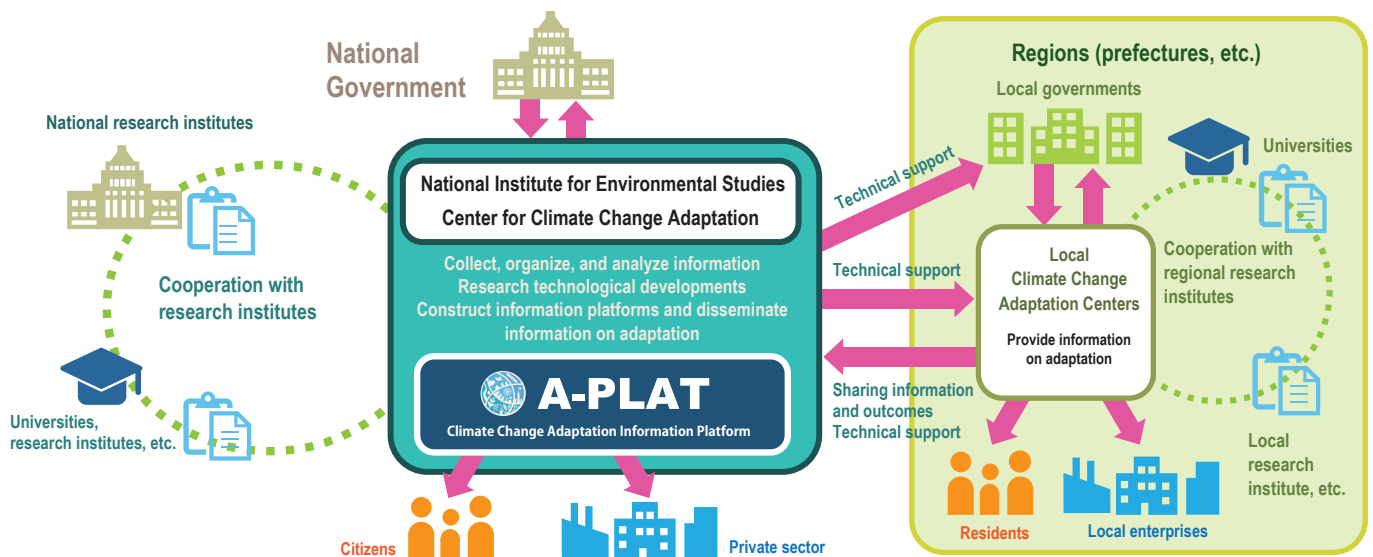 National
Government
National research institutes
Cooperation with
research institutes
Universities,
research institutes, etc.
National Institute for Environmental Studies
Center for Climate Change Adaptation
Collect, organize, and analyze information
Research technological developments
Construct information platforms and disseminate
information on adaptation
A-PLAT
Climate Change Adaptation Information Platform
Citizens
Private sector
Technical support
Technical support
Sharing information
and outcomes
Technical support
Regions (prefectures, etc.)
Local governments
Universities
Local
Climate Change
Adaptation Centers
Provide information
on adaptation
Cooperation with
regional research
institutes
Local
research
institute, etc.
Residents
Local enterprises